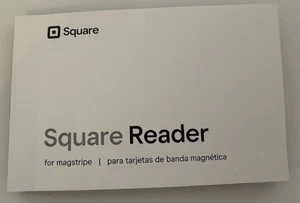 Square
Square Reader
for magstripe | para tarjetas de banda magnética